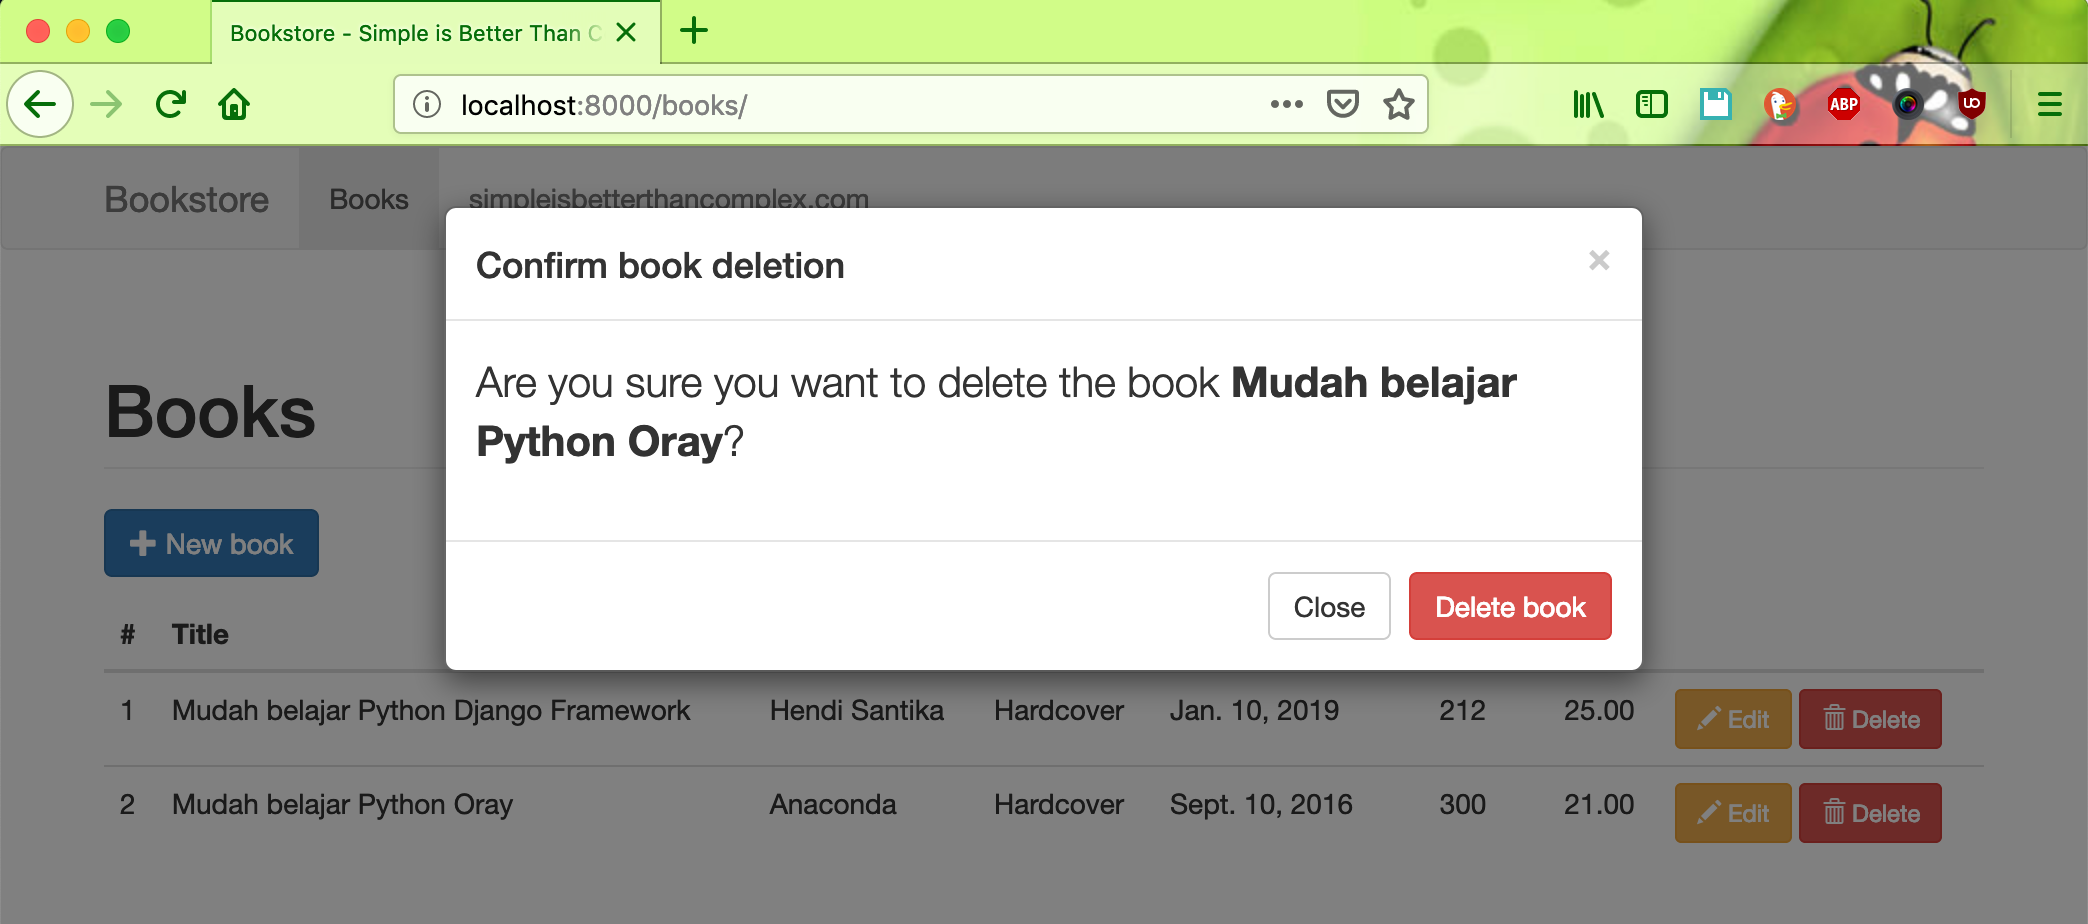 Bookstore - Simple is Better Than C
localhost:8000/books/
ABP
Bookstore
Books
simpleisbetterthancomplex.com
Confirm book deletion
×
Are you sure you want to delete the book Mudah belajar
Python Oray?
Close
Delete book
Books
New book
# Title
1 Mudah belajar Python Django Framework Hendi Santika Hardcover Jan. 10, 2019 212 25.00 Edit Delete
2 Mudah belajar Python Oray Anaconda Hardcover Sept. 10, 2016 300 21.00 Edit Delete